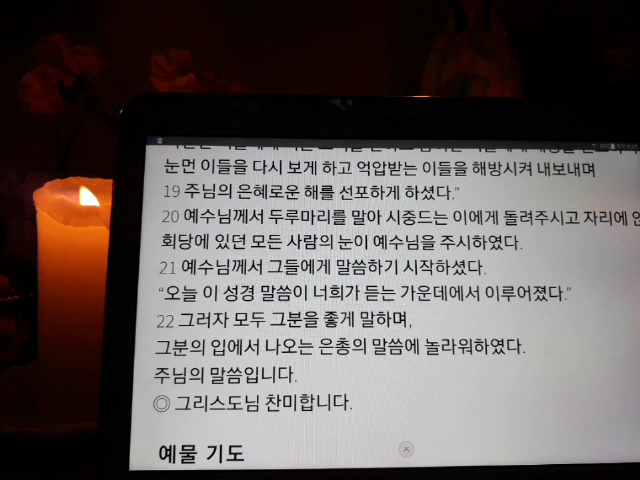 눈먼 이들을 다시 보게 하고 억압받는 이들을 해방시켜 내보내며
19 주님의 은혜로운 해를 선포하게 하셨다.”
20 예수님께서 두루마리를 말아 시중드는 이에게 돌려주시고 자리에
회당에 있던 모든 사람의 눈이 예수님을 주시하였다.
21 예수님께서 그들에게 말씀하기 시작하셨다.
“오늘 이 성경 말씀이 너희가 듣는 가운데에서 이루어졌다.”
22 그러자 모두 그분을 좋게 말하며,
그분의 입에서 나오는 은총의 말씀에 놀라워하였다.
주님의 말씀입니다.
◎ 그리스도님 찬미합니다.
예물 기도